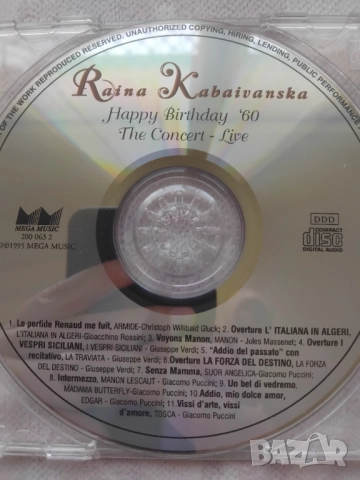 OF THE WORK REPRODUCED RESERVED. UNAUTHORIZED COPYING, HIRING, LENDING, PUBLIC PERFORMANCE
Raina Kabaivanska
Happy Birthday '60
The Concert - Live
MEGA MUSIC
200 063 2
℗©1995 MEGA MUSIC
DDD
COMPACT
disc
DIGITAL AUDIO
1. Le perfide Renaud me fuit, ARMIDE-Christoph Willibald Gluck; 2. Overture L' ITALIANA IN ALGERI,
L'ITALIANA IN ALGERI-Gioacchino Rossini; 3. Voyons Manon, MANON - Jules Massenet; 4. Overture I
VESPRI SICILIANI, I VESPRI SICILIANI - Giuseppe Verdi; 5. "Addio del passato" con
recitativo, LA TRAVIATA - Giuseppe Verdi; 6.Overture LA FORZA DEL DESTINO, LA FORZA
DEL DESTINO - Giuseppe Verdi; 7. Senza Mamma, SUOR ANGELICA-Giacomo Puccini;
8. Intermezzo, MANON LESCAUT - Giacomo Puccini; 9. Un bel di vedremo,
MADAMA BUTTERFLY-Giacomo Puccini; 10. Addio, mio dolce amor,
EDGAR - Giacomo Puccini; 11. Vissi d'arte, vissi
d'amore, TOSCA - Giacomo Puccini
BAZAR
bg